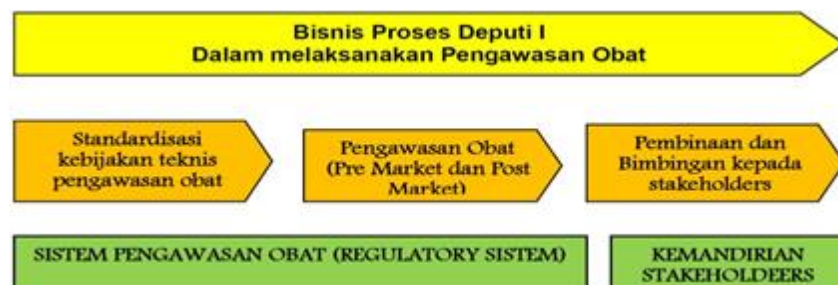 Bisnis Proses Deputi I
Dalam melaksanakan Pengawasan Obat
Standardisasi
kebijakan teknis
pengawasan obat
Pengawasan Obat
(Pre Market dan Post
Market)
Pembinaan dan
Bimbingan kepada
stakeholders
SISTEM PENGAWASAN OBAT (REGULATORY SISTEM)
KEMANDIRIAN
STAKEHOLDEERS